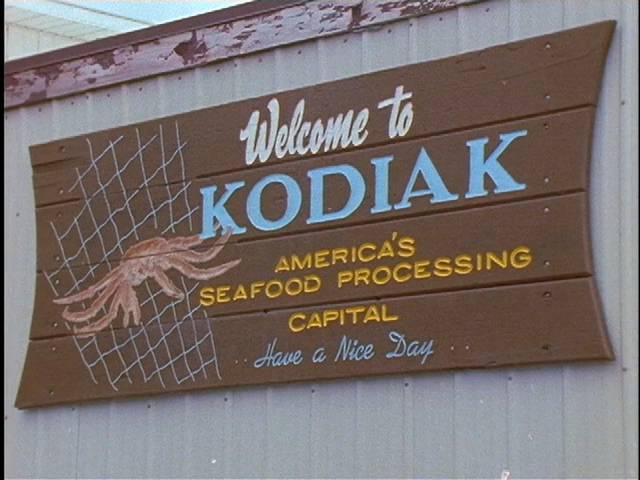 Welcome to
KODIAK
AMERICA'S
SEAFOOD PROCESSING
CAPITAL
Have a Nice Day